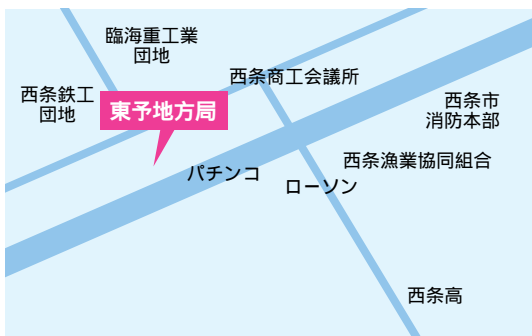 臨海重工業
団地
西条商工会議所
西条鉄工
団地
東予地方局
西条市
消防本部
パチンコ
ローソン
西条漁業協同組合
西条高